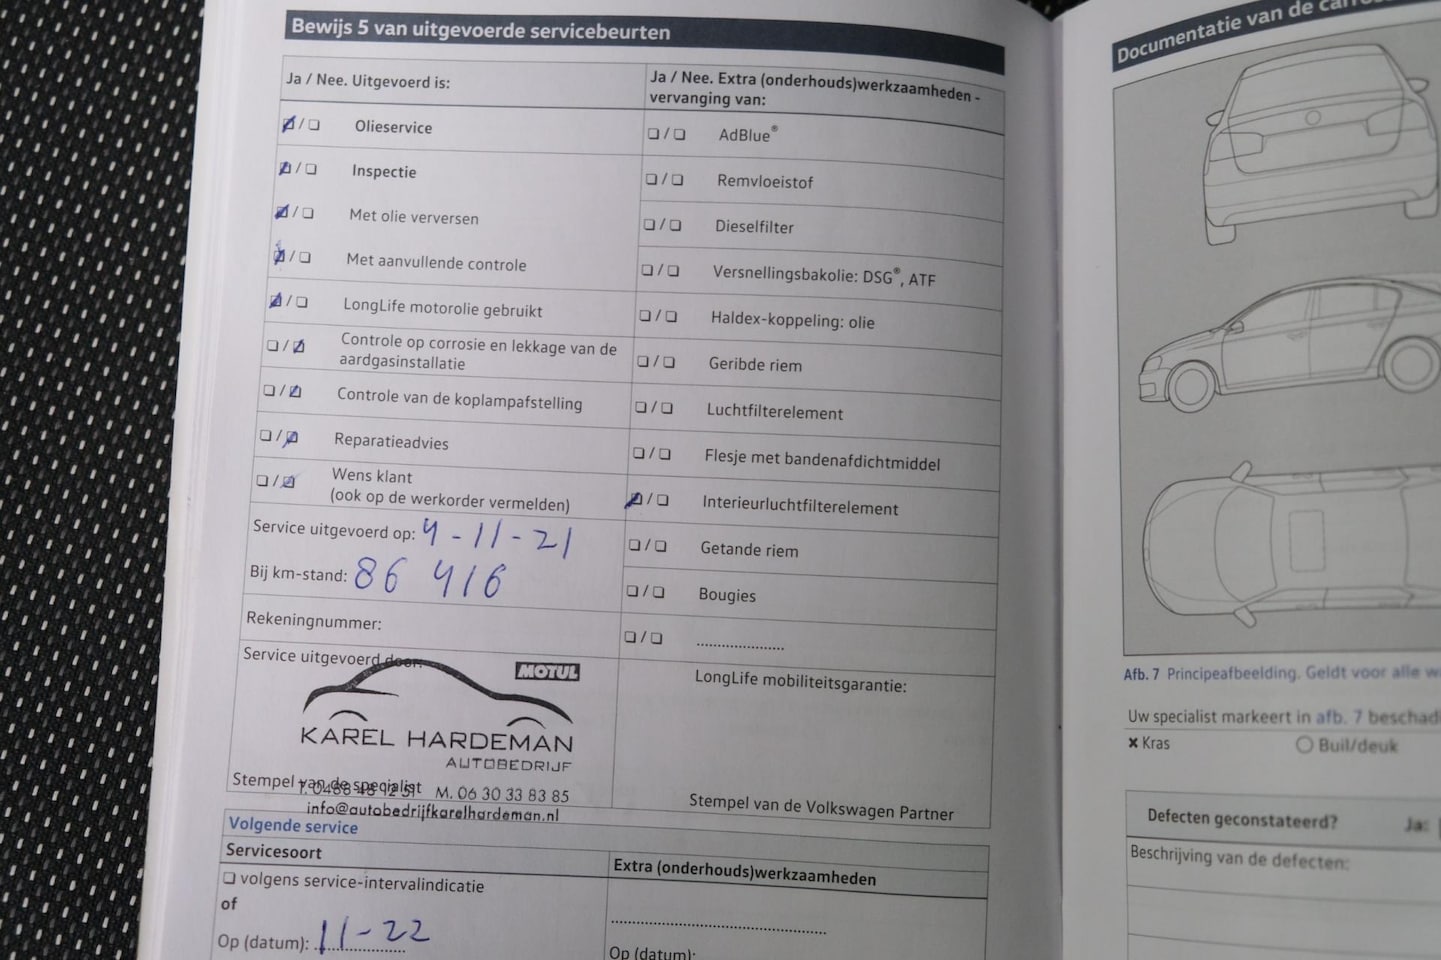 Bewijs 5 van uitgevoerde servicebeurten
Ja / Nee. Uitgevoerd is:
Olieservice
Inspectie
Met olie verversen
Met aanvullende controle
LongLife motorolie gebruikt
Controle op corrosie en lekkage van de
aardgasinstallatie
Controle van de koplampafstelling
Reparatieadvies
Wens klant
(ook op de werkorder vermelden)
Service uitgevoerd op: 4-11-21
Bij km-stand: 86 416
Rekeningnummer:
Service uitgevoerd door:
MOTUL
KAREL HARDEMAN
AUTOBEDRIJF
Stempel van de specialist
M. 06 30 33 83 85
info@autobedrijfkarelhardeman.nl
Ja / Nee. Extra (onderhouds)werkzaamheden -
vervanging van:
AdBlue®
Remvloeistof
Dieselfilter
Versnellingsbakolie: DSG®, ATF
Haldex-koppeling: olie
Geribde riem
Luchtfilterelement
Flesje met bandenafdichtmiddel
Interieurluchtfilterelement
Getande riem
Bougies
LongLife mobiliteitsgarantie:
Stempel van de Volkswagen Partner
Volgende service
Servicesoort
volgens service-intervalindicatie
of
Op (datum): 11-22
Extra (onderhouds)werkzaamheden
Op (datum):
Documentatie van de
Afb. 7 Principeafbeelding. Geldt voor alle
Uw specialist markeert in afb. 7
Kras
Buil/deuk
Defecten geconstateerd?
Ja:
Beschrijving van de defecten: